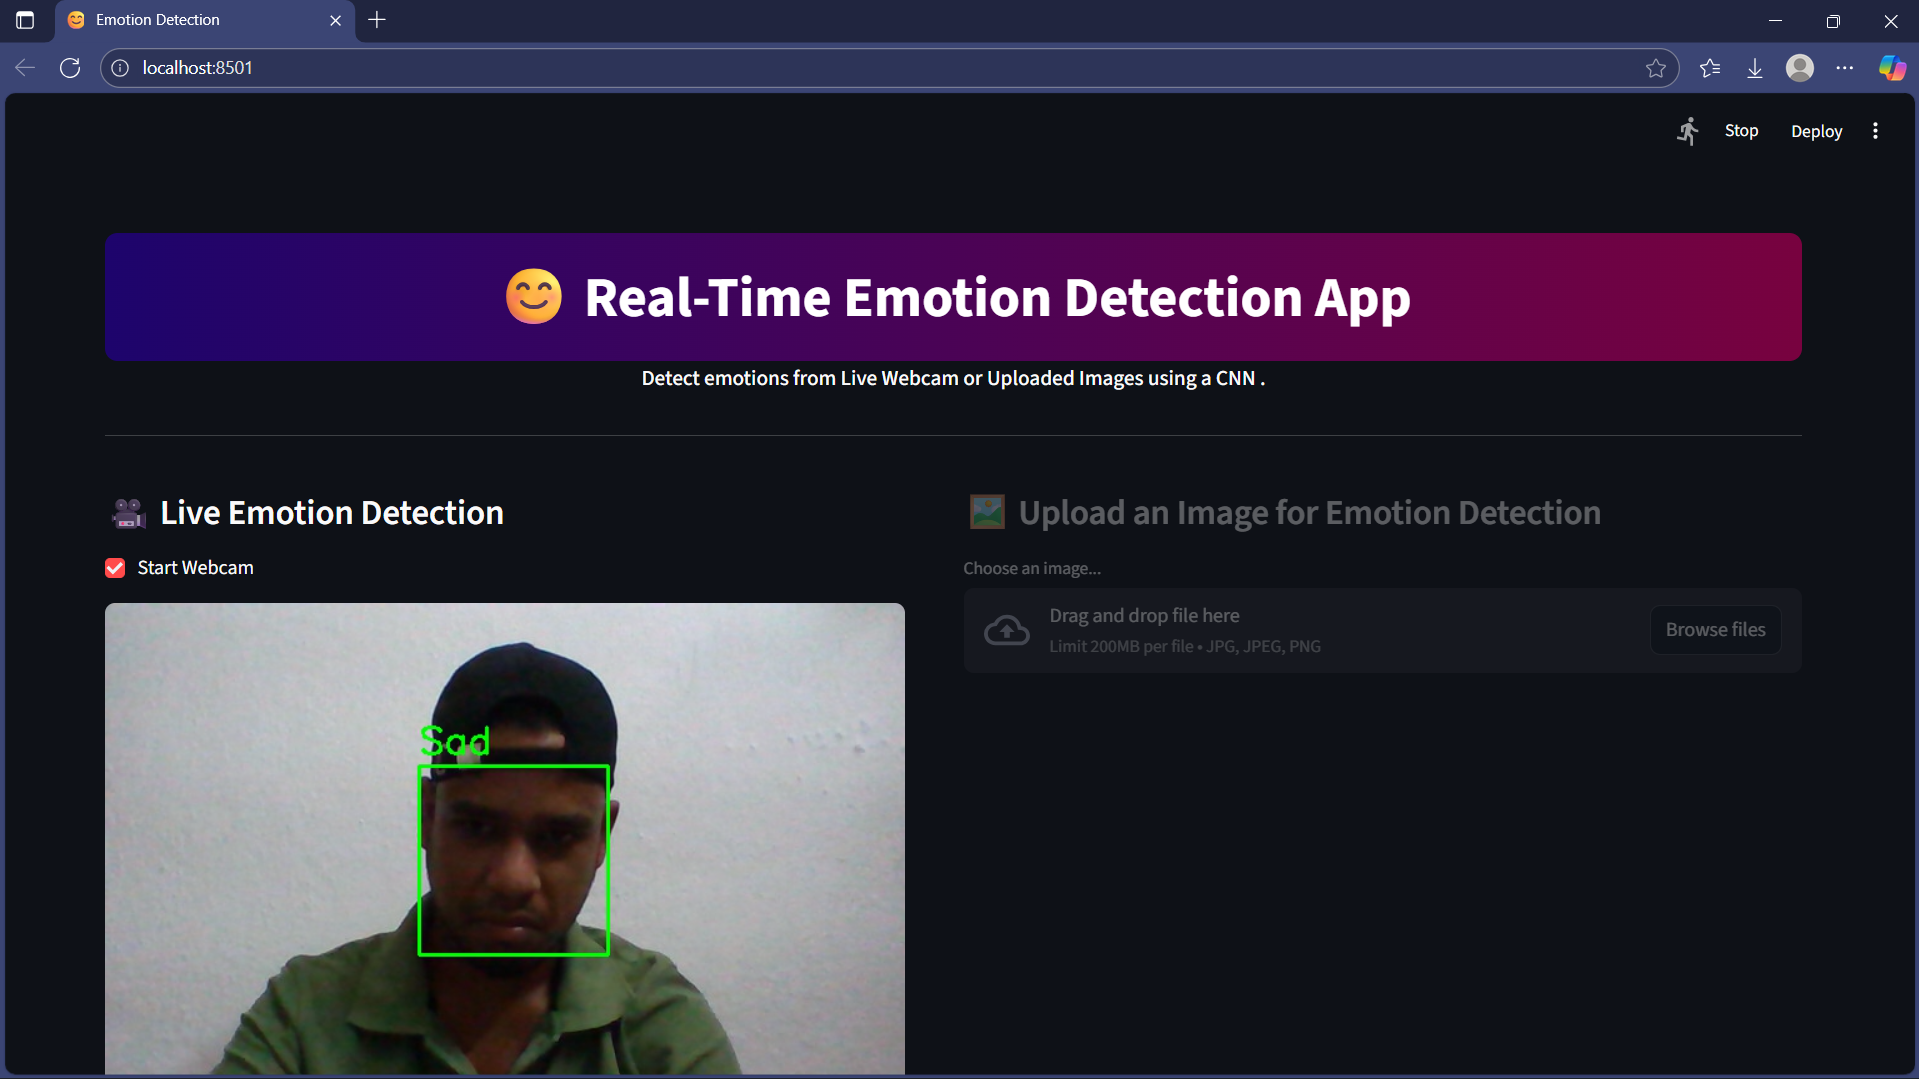 Emotion Detection
localhost:8501
Stop
Deploy
😊 Real-Time Emotion Detection App
Detect emotions from Live Webcam or Uploaded Images using a CNN .
Live Emotion Detection
Start Webcam
Sad
Upload an Image for Emotion Detection
Choose an image...
Drag and drop file here
Limit 200MB per file • JPG, JPEG, PNG
Browse files